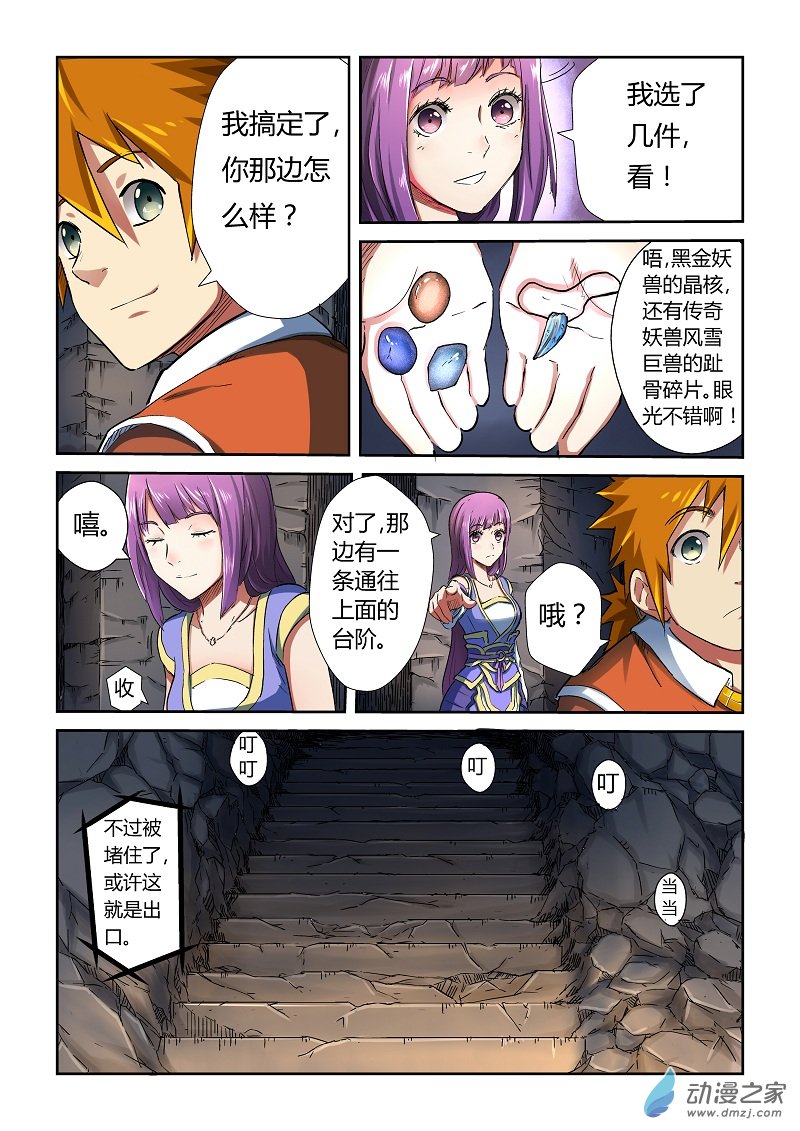 我搞定了,
你那边怎
么样？
我选了
几件,
看！
唔,黑金妖
兽的晶核,
还有传奇
妖兽风雪
巨兽的趾
骨碎片。眼
光不错啊！
嘻。
收
对了,那
边有一
条通往
上面的
台阶。
哦？
叮
叮
叮
叮
不过被
堵住了,
或许这
就是出
口。
当
当
动漫之家
www.dmzj.com